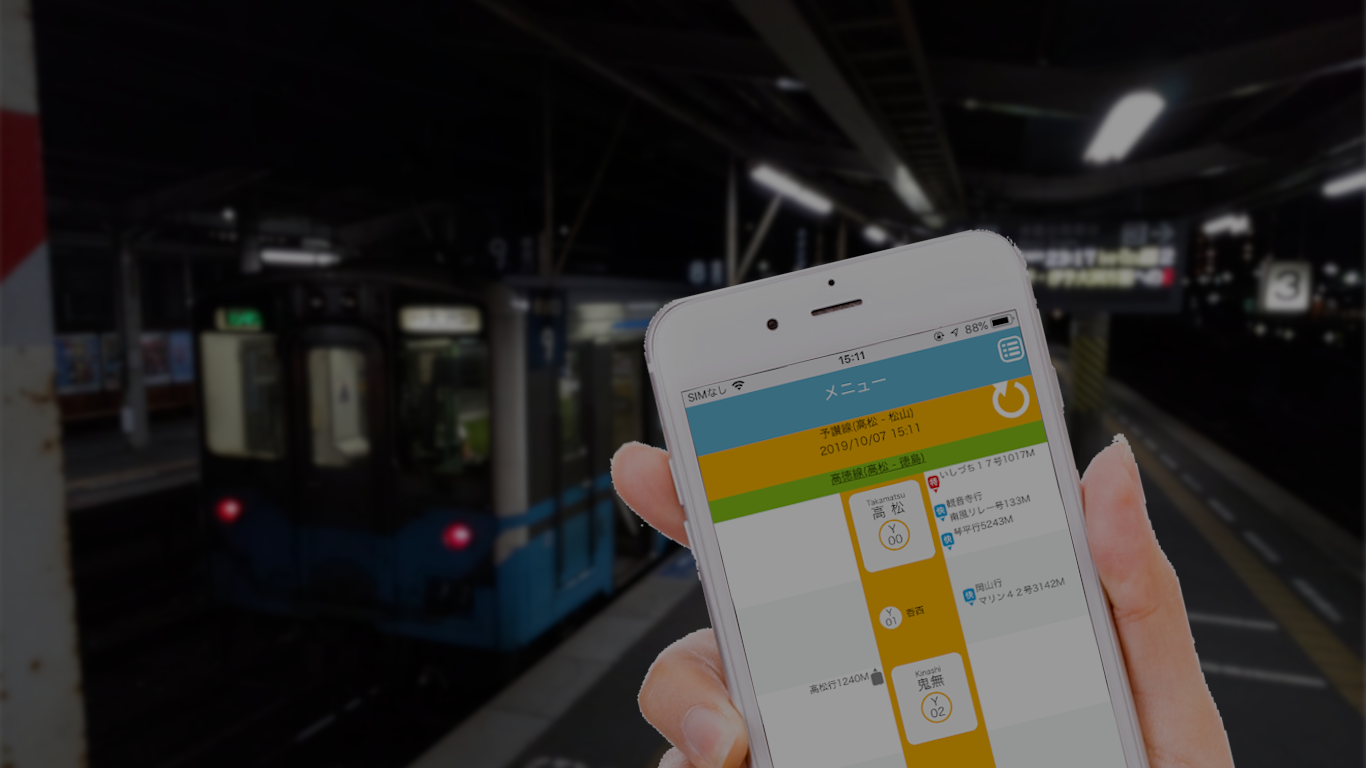 3
15:11
88%
SIMなし
メニュー
予讃線(高松 - 松山)
2019/10/07 15:11
高徳線(高松 - 徳島)
Takamatsu
高 松
Y
00
特
いしづち17号1017M
快
観音寺行
南風リレー号133M
快
琴平行5243M
快
岡山行
マリン42号3142M
Y
01
香西
高松行1240M
Kinashi
鬼無
Y
02